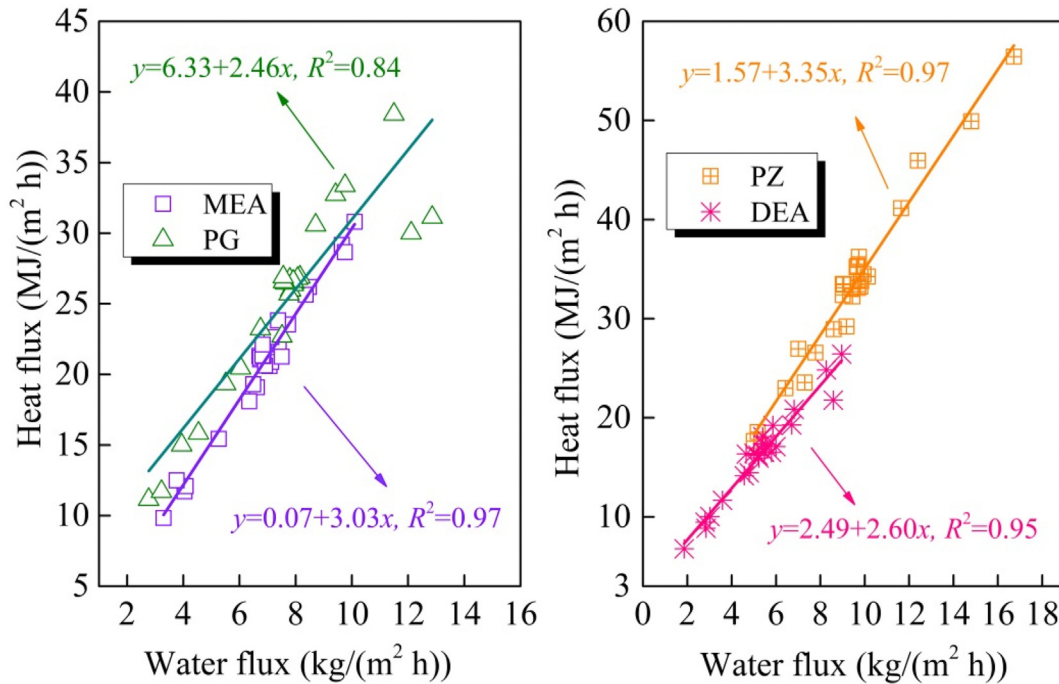 45
40
35
30
25
20
15
10
5
Heat flux (MJ/(m² h))
y=6.33+2.46x, R²=0.84
MEA
PG
y=0.07+3.03x, R²=0.97
2 4 6 8 10 12 14 16
Water flux (kg/(m² h))
60
50
40
30
20
10
3
Heat flux (MJ/(m² h))
y=1.57+3.35x, R²=0.97
PZ
DEA
y=2.49+2.60x, R²=0.95
0 2 4 6 8 10 12 14 16 18
Water flux (kg/(m² h))